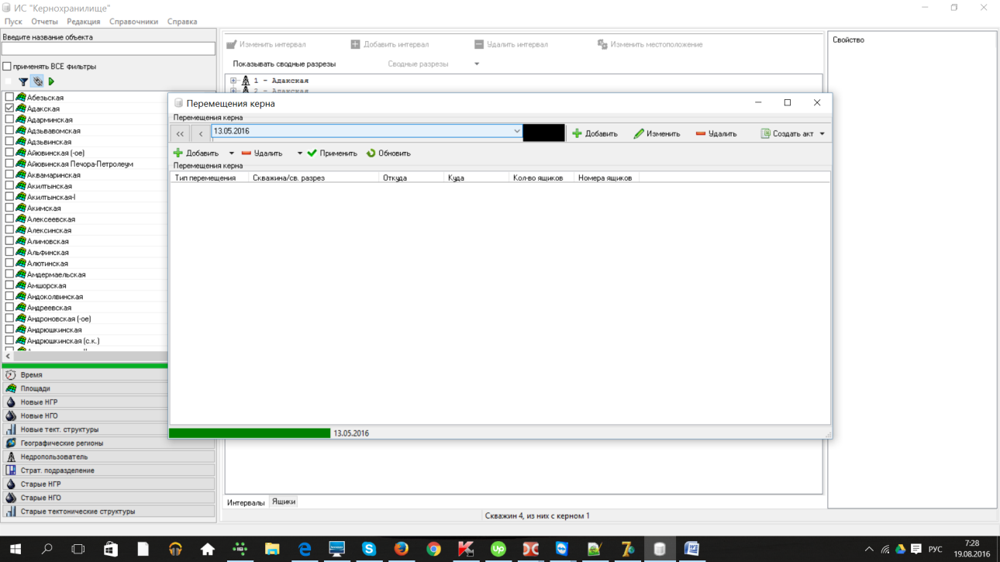 ИС "Кернохранилище"
Пуск Отчеты Редакция Справочники Справка
Введите название объекта
применять ВСЕ фильтры
Абезьская
Адакская
Адарминская
Адзьвавомская
Адзьвинская
Айювинская (-ое)
Айювинская Печора-Петролеум
Аквамаринская
Акилтынская
Акилтынская-I
Акимская
Алексеевская
Алексинская
Алимовская
Альфинская
Алютинская
Амдермаельская
Амшорская
Андоколвинская
Андреевская
Андроновская (-ое)
Андрюшкинская
Андрюшкинская (с.к.)
Время
Площади
Новые НГР
Новые НГО
Новые тект. структуры
Географические регионы
Недропользователь
Страт. подразделение
Старые НГР
Старые НГО
Старые тектонические структуры
Изменить интервал Добавить интервал Удалить интервал Изменить местоположение
Показывать сводные разрезы Сводные разрезы
1 - Адакская
2 - Адакская
Свойство
Перемещения керна
Перемещения керна
<< < 13.05.2016 Добавить Изменить Удалить Создать акт
Добавить Удалить Применить Обновить
Перемещения керна
Тип перемещения Скважина/св. разрез Откуда Куда Кол-во ящиков Номера ящиков
13.05.2016
Интервалы Ящики
Скважин 4, из них с керном 1
РУС
7:28
19.08.2016